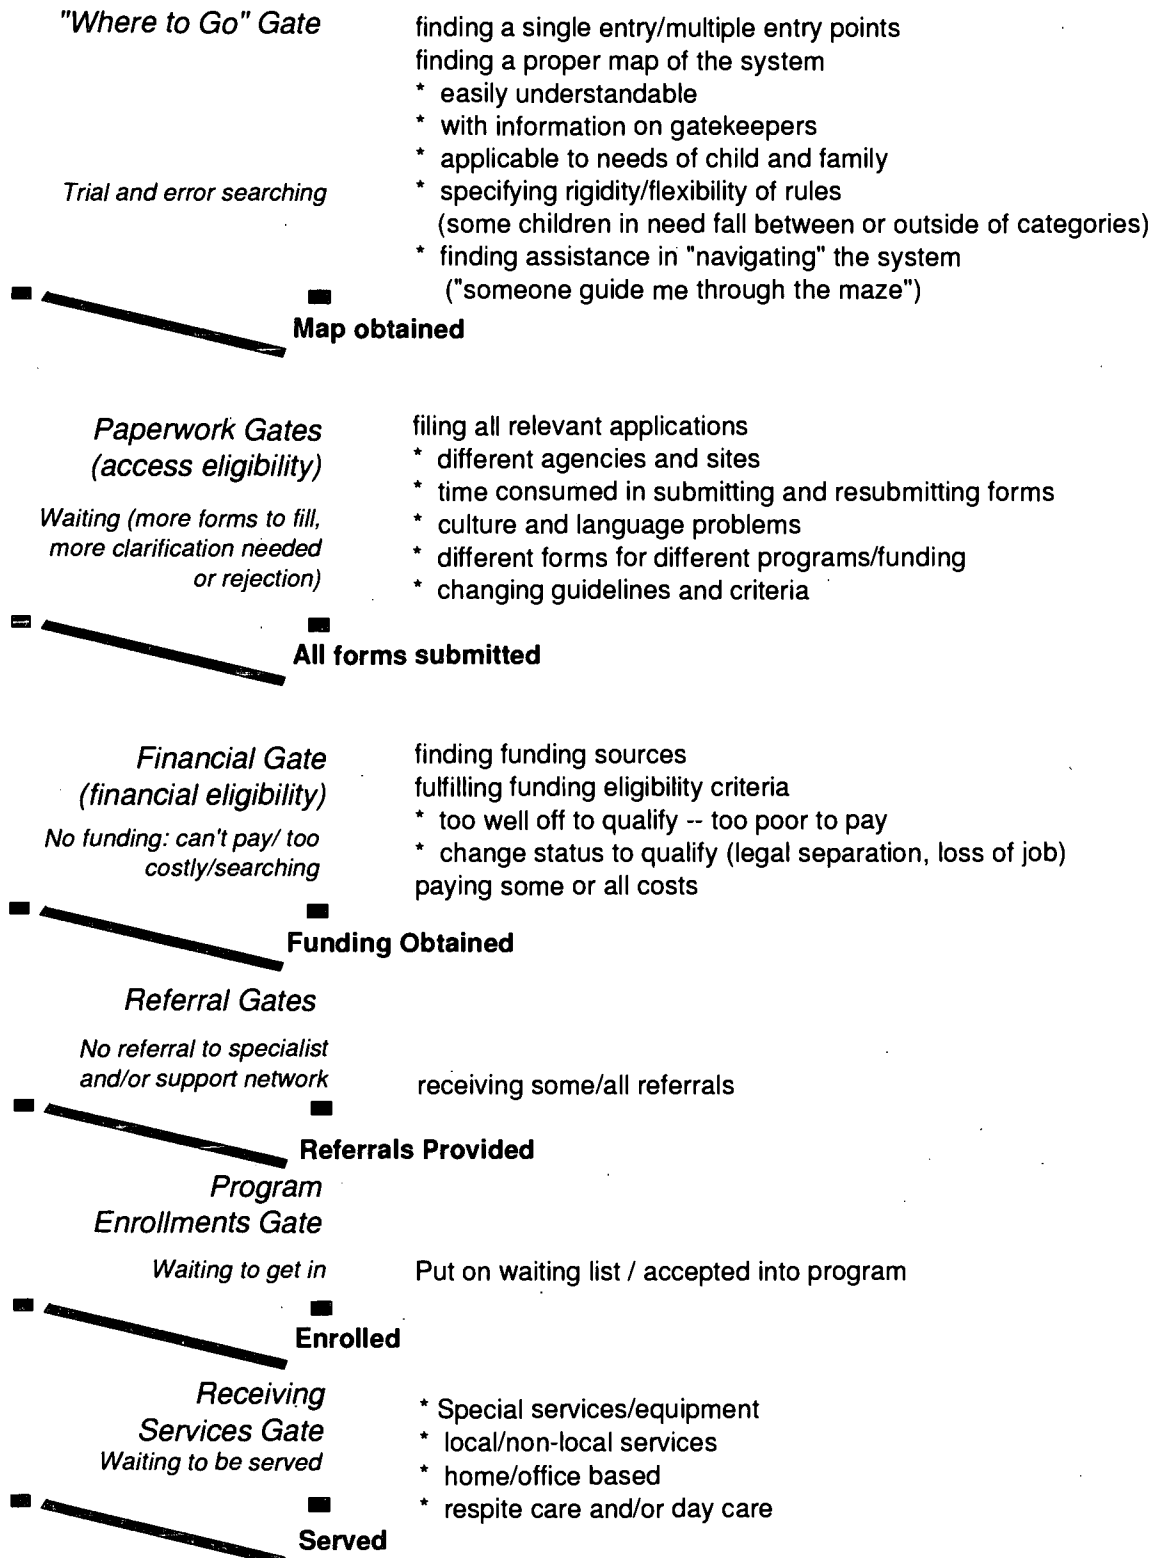 "Where to Go" Gate
finding a single entry/multiple entry points
finding a proper map of the system
* easily understandable
* with information on gatekeepers
* applicable to needs of child and family
Trial and error searching
* specifying rigidity/flexibility of rules
(some children in need fall between or outside of categories)
* finding assistance in "navigating" the system
("someone guide me through the maze")
Map obtained
Paperwork Gates
(access eligibility)
Waiting (more forms to fill,
more clarification needed
or rejection)
filing all relevant applications
* different agencies and sites
* time consumed in submitting and resubmitting forms
* culture and language problems
* different forms for different programs/funding
* changing guidelines and criteria
All forms submitted
Financial Gate
(financial eligibility)
No funding: can't pay/ too
costly/searching
finding funding sources
fulfilling funding eligibility criteria
* too well off to qualify -- too poor to pay
* change status to qualify (legal separation, loss of job)
paying some or all costs
Funding Obtained
Referral Gates
No referral to specialist
and/or support network
receiving some/all referrals
Referrals Provided
Program
Enrollments Gate
Waiting to get in
Put on waiting list / accepted into program
Enrolled
Receiving
Services Gate
Waiting to be served
* Special services/equipment
* local/non-local services
* home/office based
* respite care and/or day care
Served